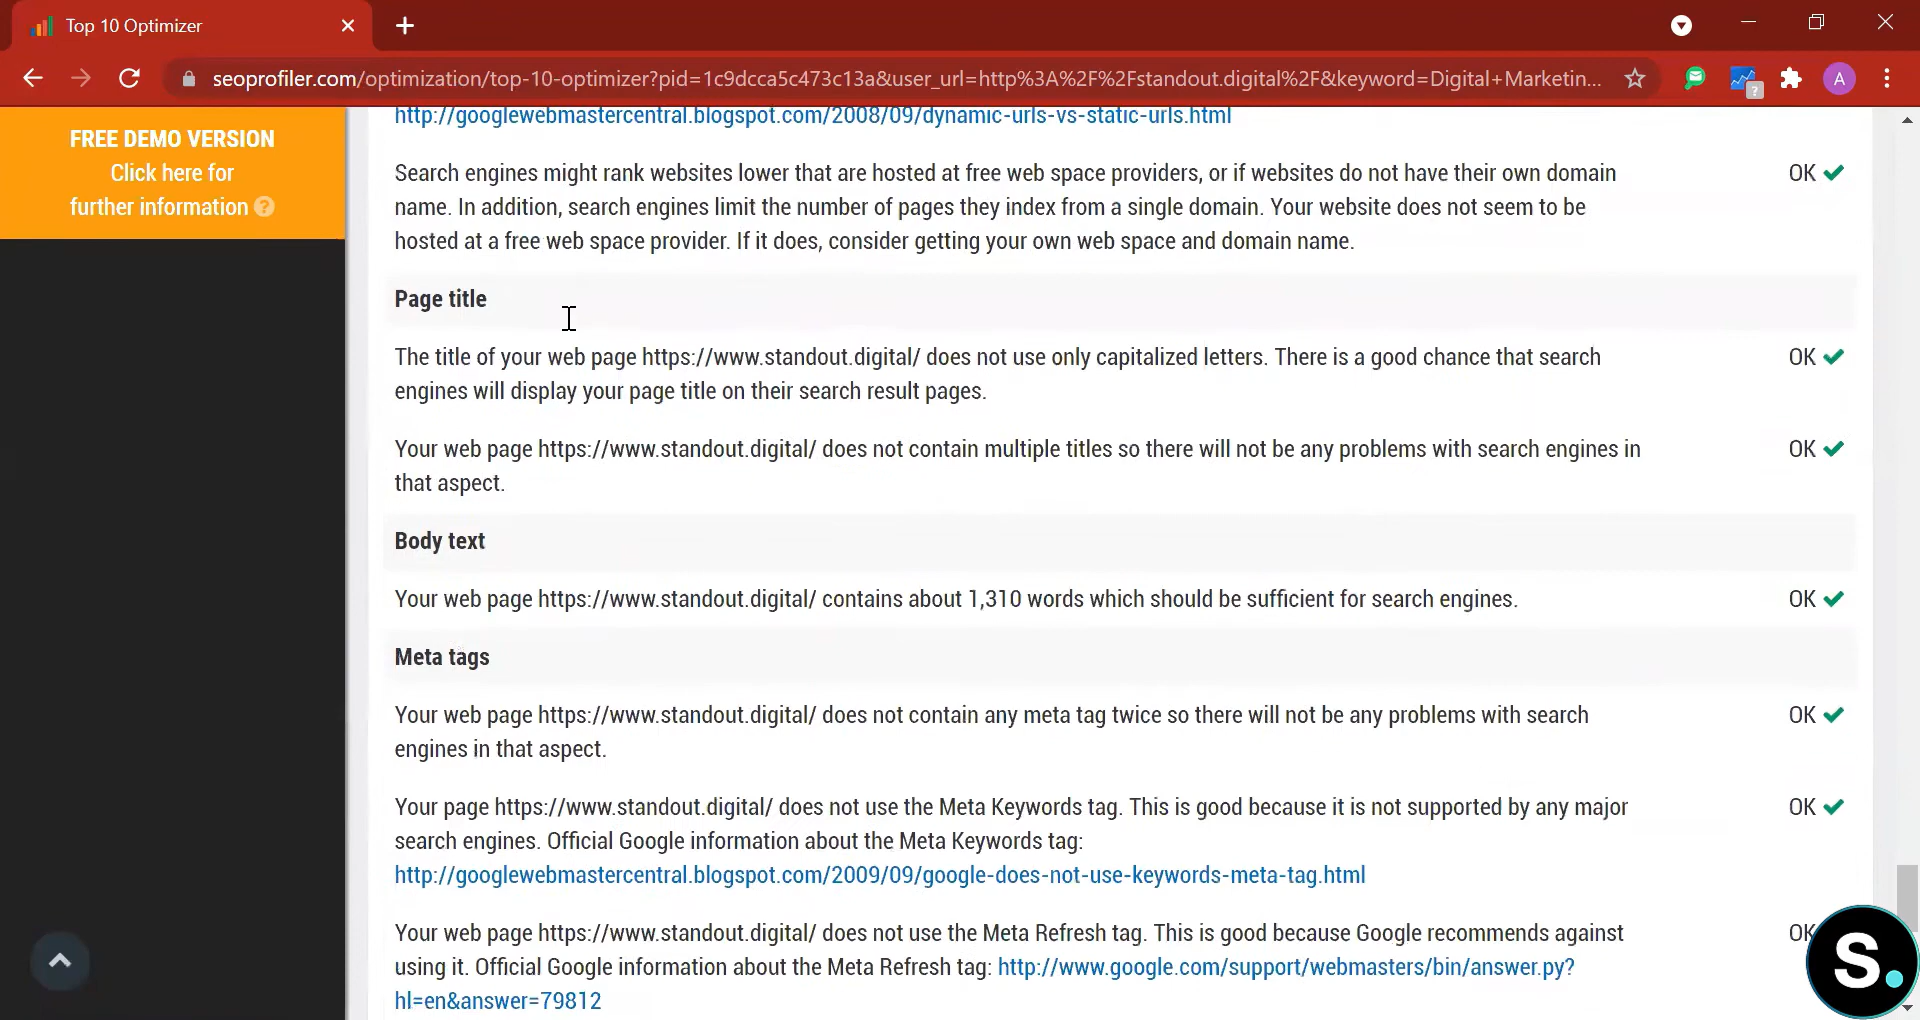 Top 10 Optimizer
seoprofiler.com/optimization/top-10-optimizer?pid=1c9dcca5c473c13a&user_url=http%3A%2F%2Fstandout.digital%2F&keyword=Digital+Marketin...
A
?
FREE DEMO VERSION
Click here for
further information ?
http://googlewebmastercentral.blogspot.com/2008/09/dynamic-urls-vs-static-urls.html
Search engines might rank websites lower that are hosted at free web space providers, or if websites do not have their own domain OK
name. In addition, search engines limit the number of pages they index from a single domain. Your website does not seem to be
hosted at a free web space provider. If it does, consider getting your own web space and domain name.
Page title
The title of your web page https://www.standout.digital/ does not use only capitalized letters. There is a good chance that search OK
engines will display your page title on their search result pages.
Your web page https://www.standout.digital/ does not contain multiple titles so there will not be any problems with search engines in OK
that aspect.
Body text
Your web page https://www.standout.digital/ contains about 1,310 words which should be sufficient for search engines. OK
Meta tags
Your web page https://www.standout.digital/ does not contain any meta tag twice so there will not be any problems with search OK
engines in that aspect.
Your page https://www.standout.digital/ does not use the Meta Keywords tag. This is good because it is not supported by any major OK
search engines. Official Google information about the Meta Keywords tag:
http://googlewebmastercentral.blogspot.com/2009/09/google-does-not-use-keywords-meta-tag.html
Your web page https://www.standout.digital/ does not use the Meta Refresh tag. This is good because Google recommends against OK
using it. Official Google information about the Meta Refresh tag: http://www.google.com/support/webmasters/bin/answer.py?
hl=en&answer=79812
S.